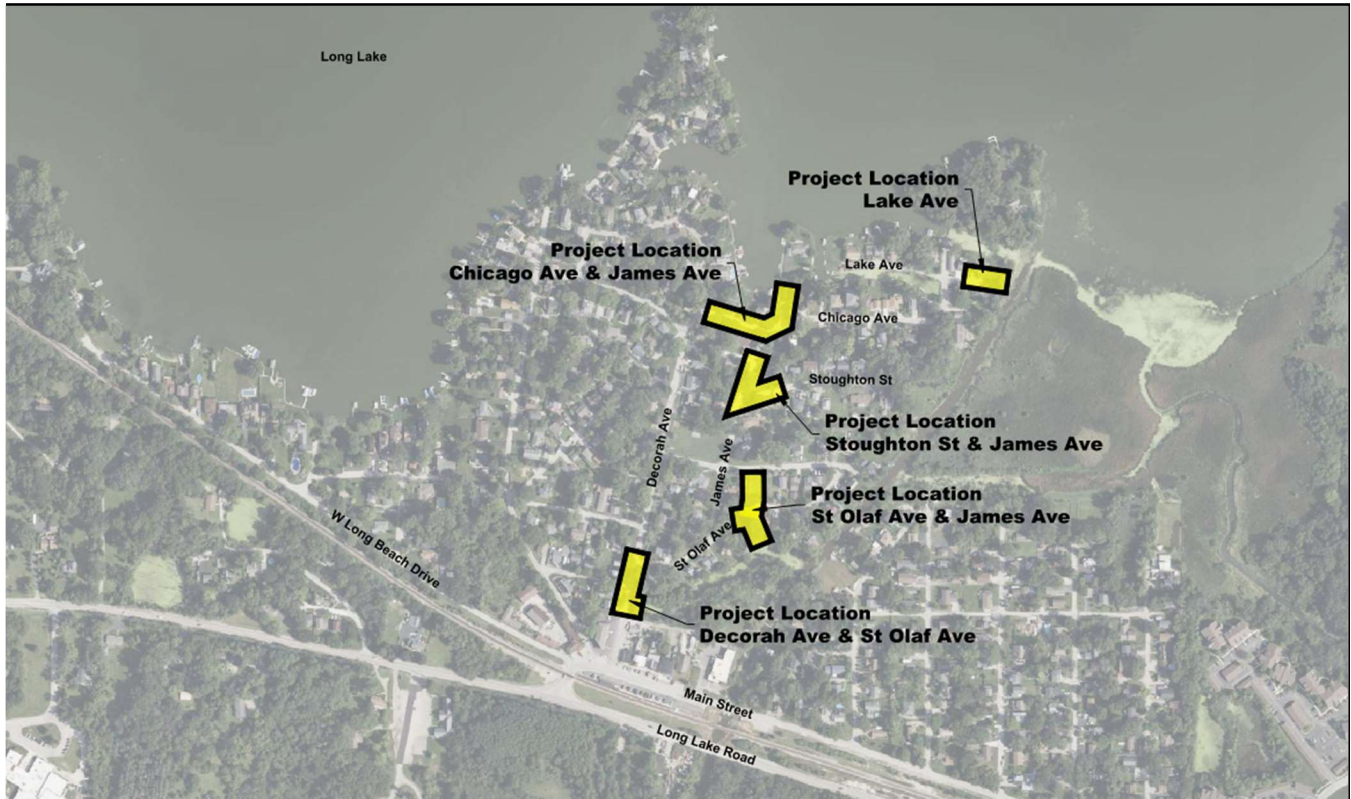 Long Lake
Project Location
Lake Ave
Project Location
Chicago Ave & James Ave
Lake Ave
Chicago Ave
Stoughton St
Project Location
Stoughton St & James Ave
Decorah Ave
James Ave
Project Location
St Olaf Ave & James Ave
St Olaf Ave
W Long Beach Drive
Project Location
Decorah Ave & St Olaf Ave
Main Street
Long Lake Road